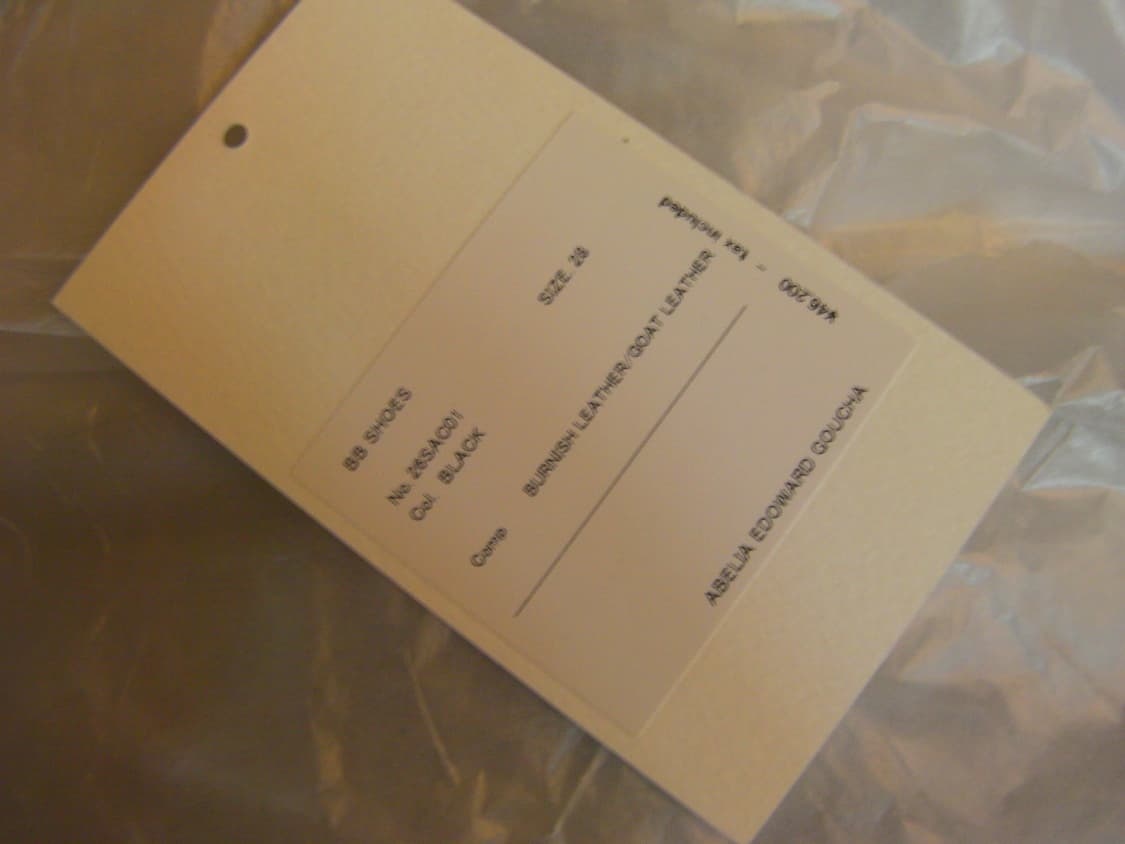 BB SHOES
No. 26SAC01
Col. BLACK
SIZE. 28
Comp
BURNISH LEATHER/GOAT LEATHER
¥46,200 - tax included
ABELIA EDOWARD GOUCHA